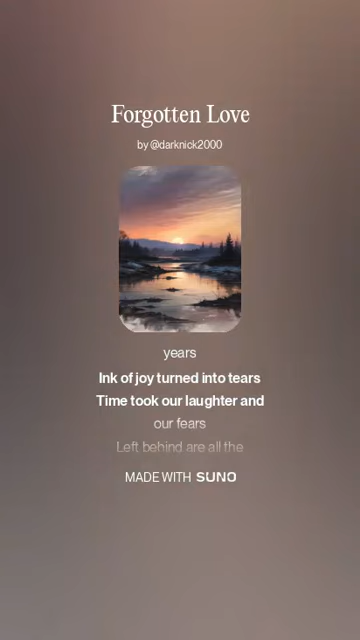 Forgotten Love
by @darknick2000
years
Ink of joy turned into tears
Time took our laughter and
our fears
Left behind are all the
MADE WITH SUNO